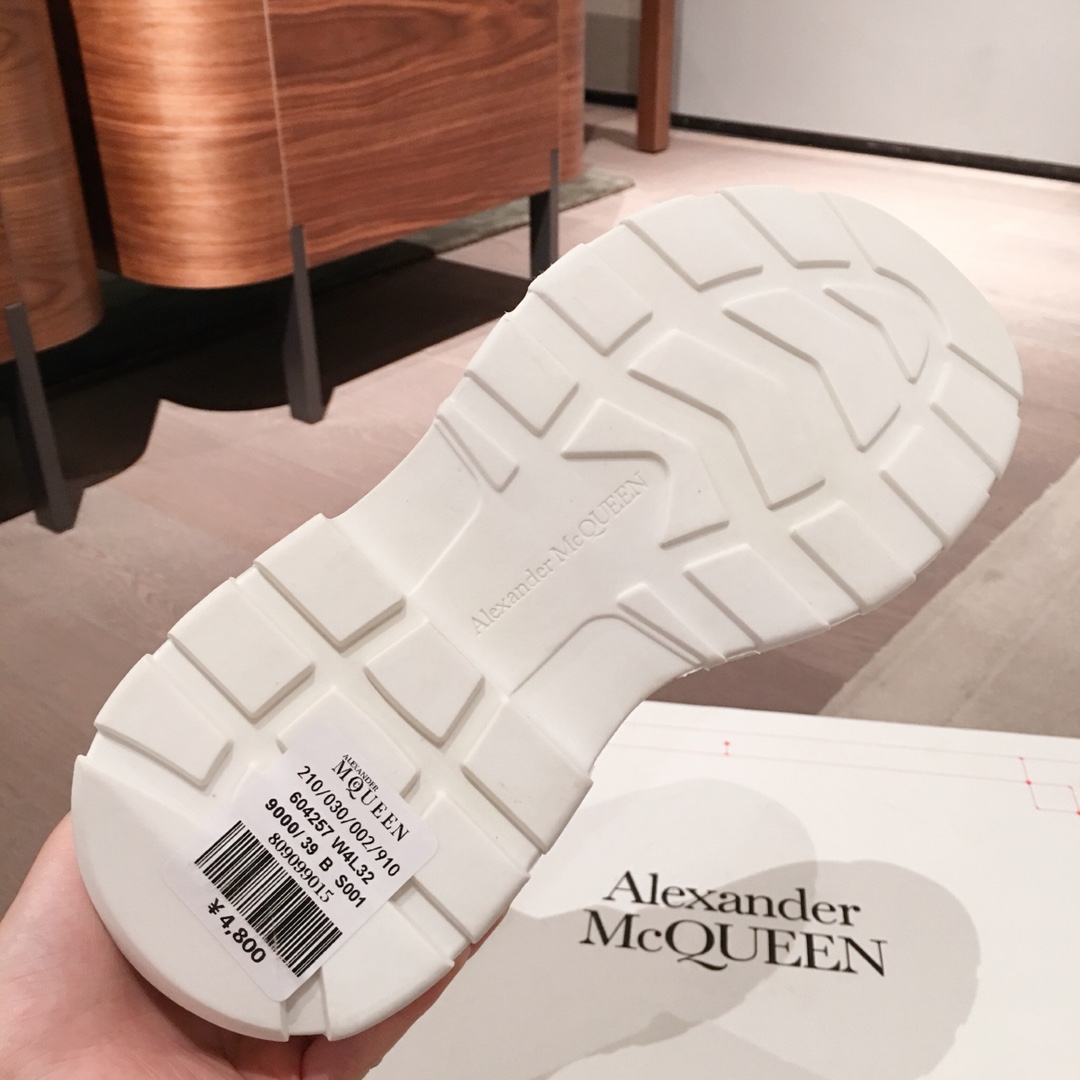 Alexander McQUEEN
ALEXANDER
McQUEEN
210/030/002/910
604257 W4L32
9000/ 39 B S001
809099015
¥4,800
Alexander
McQUEEN